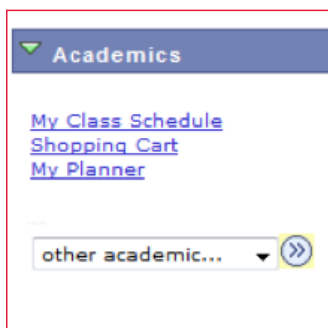 Academics
My Class Schedule
Shopping Cart
My Planner
other academic...